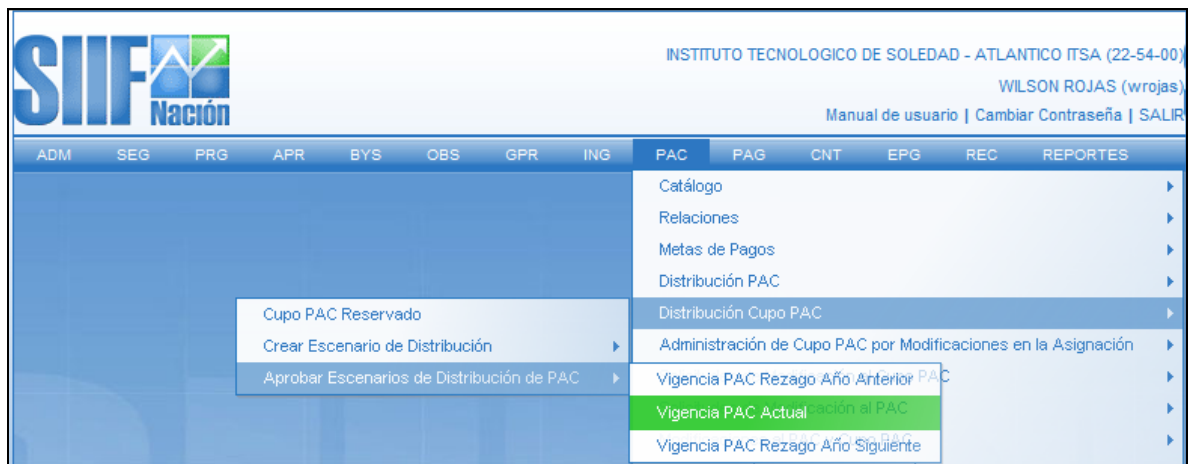 SIIF
Nación
INSTITUTO TECNOLOGICO DE SOLEDAD - ATLANTICO ITSA (22-54-00)
WILSON ROJAS (wrojas)
Manual de usuario | Cambiar Contraseña | SALIR
ADM SEG PRG APR BYS OBS GPR ING PAC PAG CNT EPG REC REPORTES
Catálogo
Relaciones
Metas de Pagos
Distribución PAC
Distribución Cupo PAC
Administración de Cupo PAC por Modificaciones en la Asignación
Cupo PAC Reservado
Crear Escenario de Distribución
Aprobar Escenarios de Distribución de PAC
Vigencia PAC Rezago Año Anterior
Vigencia PAC Actual
Vigencia PAC Rezago Año Siguiente